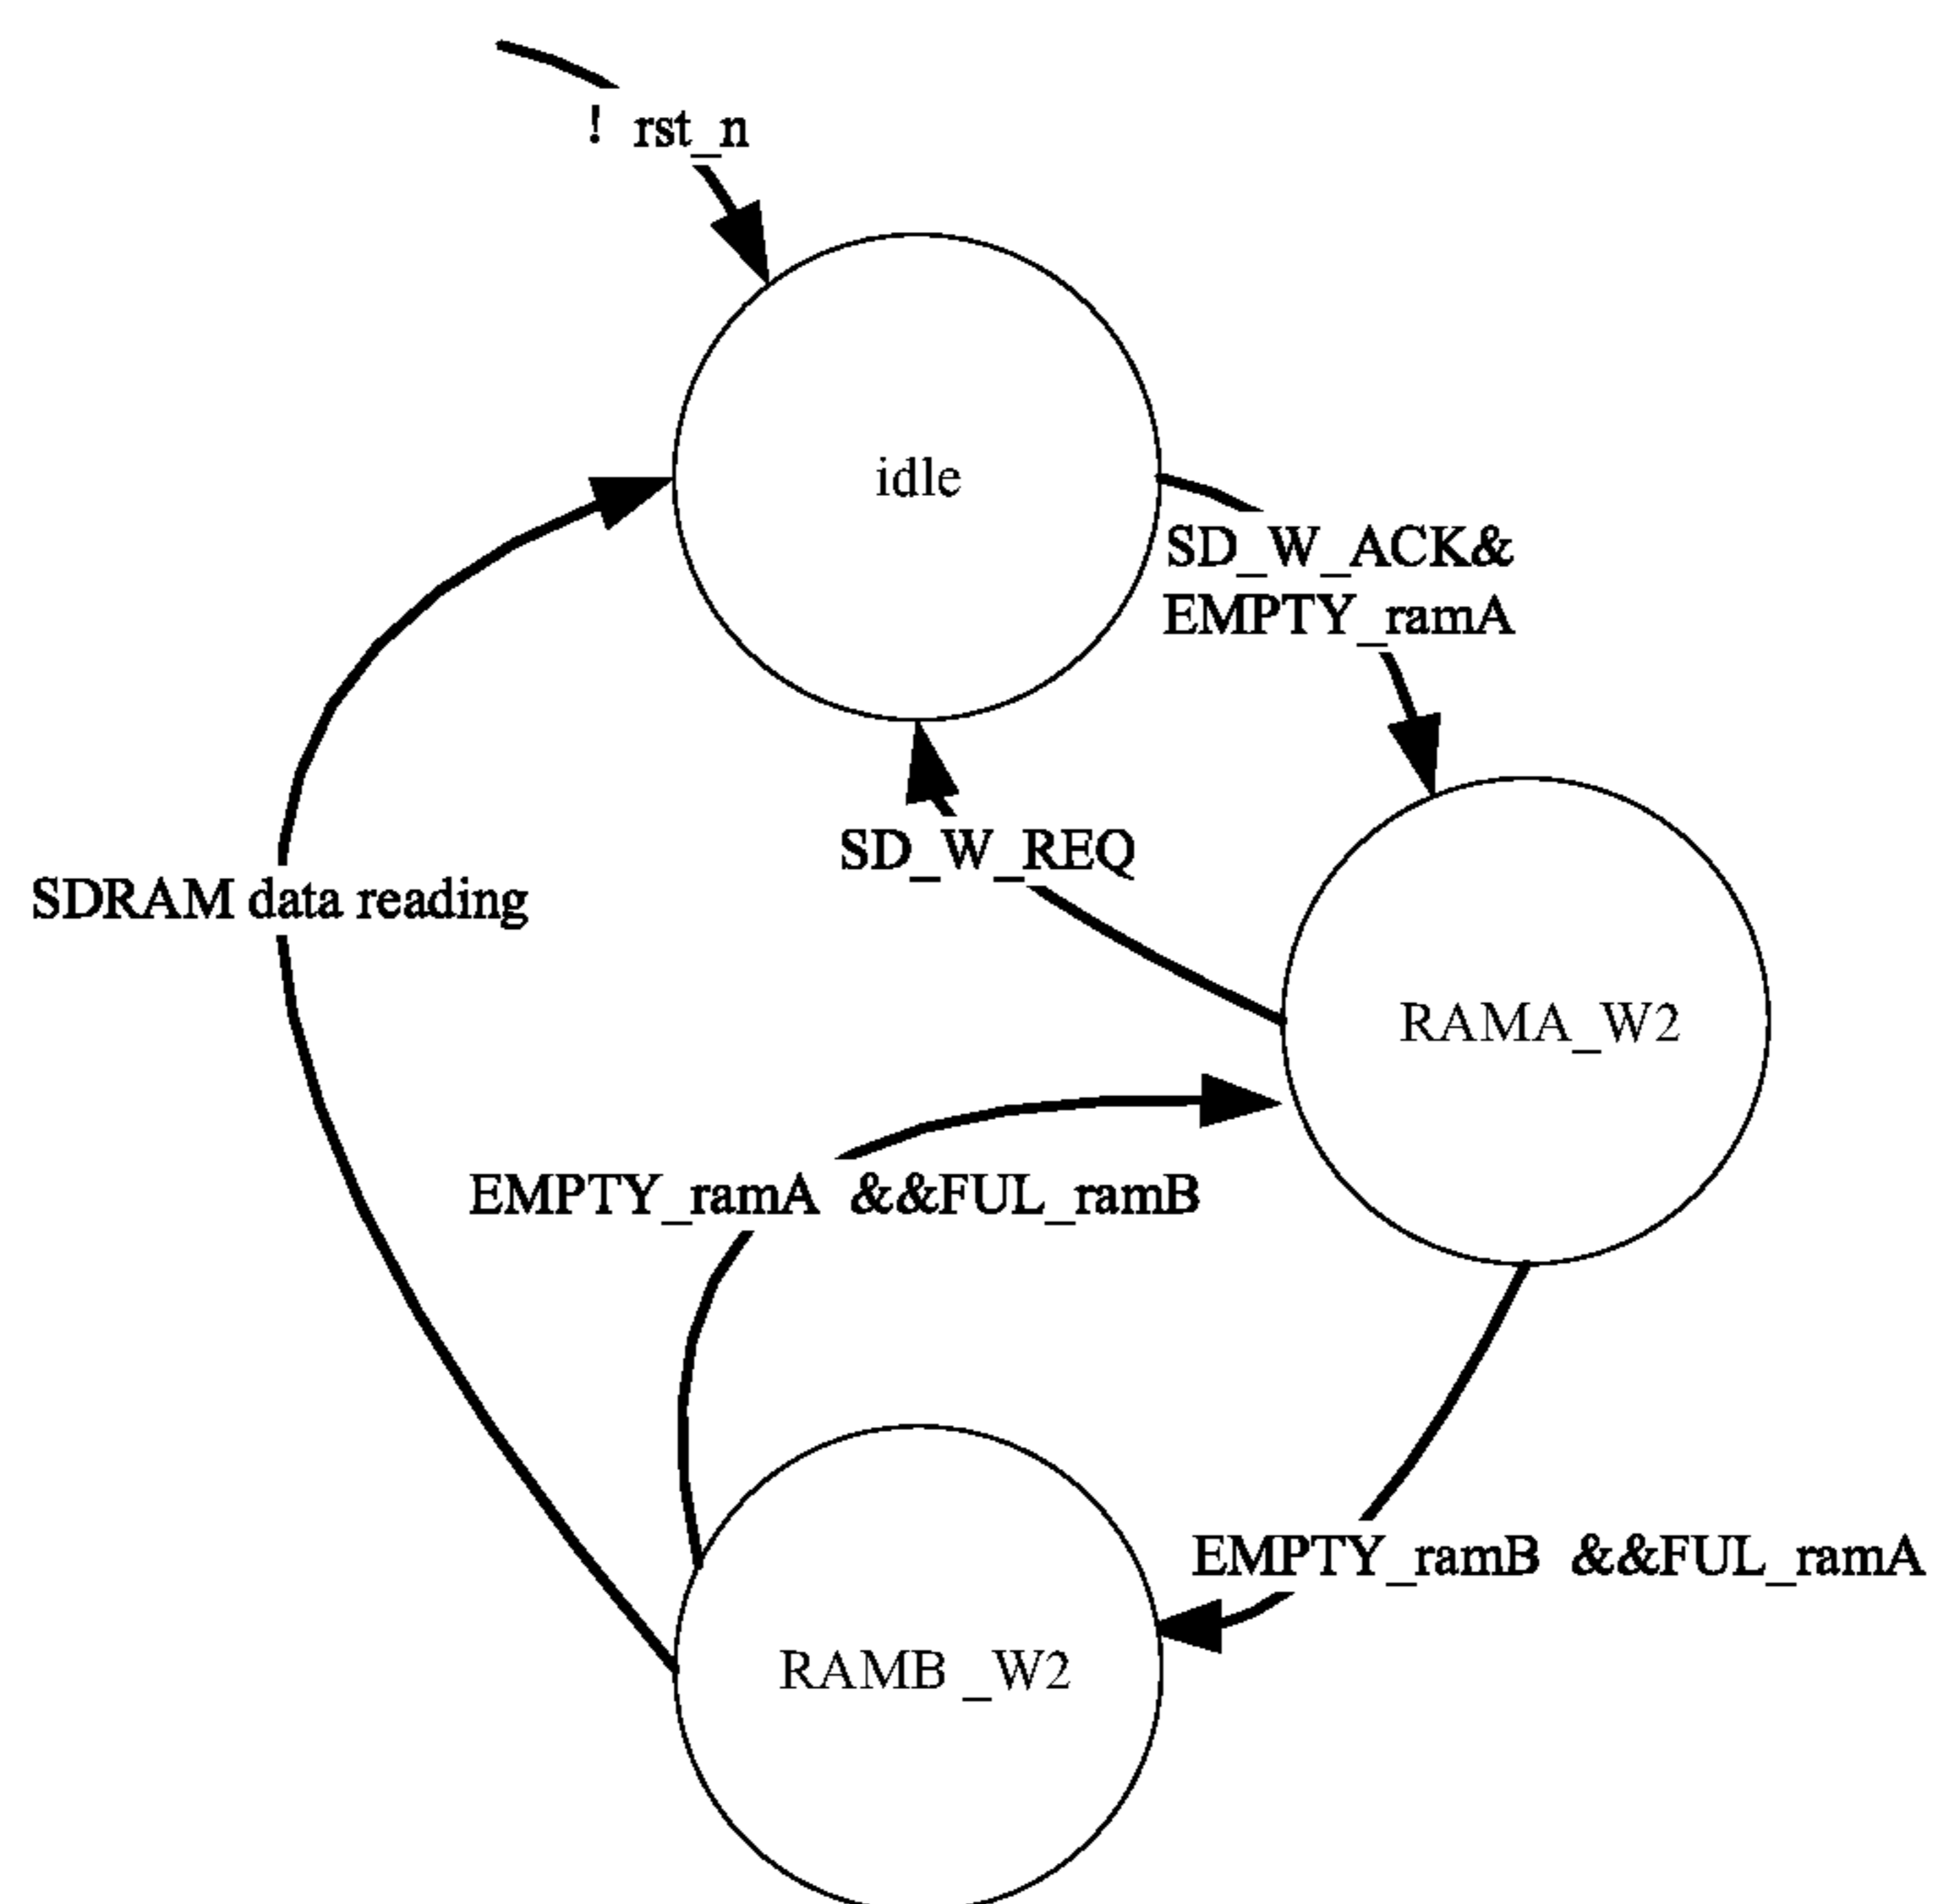 ! rst_n
idle
SD_W_ACK&
EMPTY_ramA
SD_W_REQ
SDRAM data reading
RAMA_W2
EMPTY_ramA &&FUL_ramB
EMPTY_ramB &&FUL_ramA
RAMB _W2